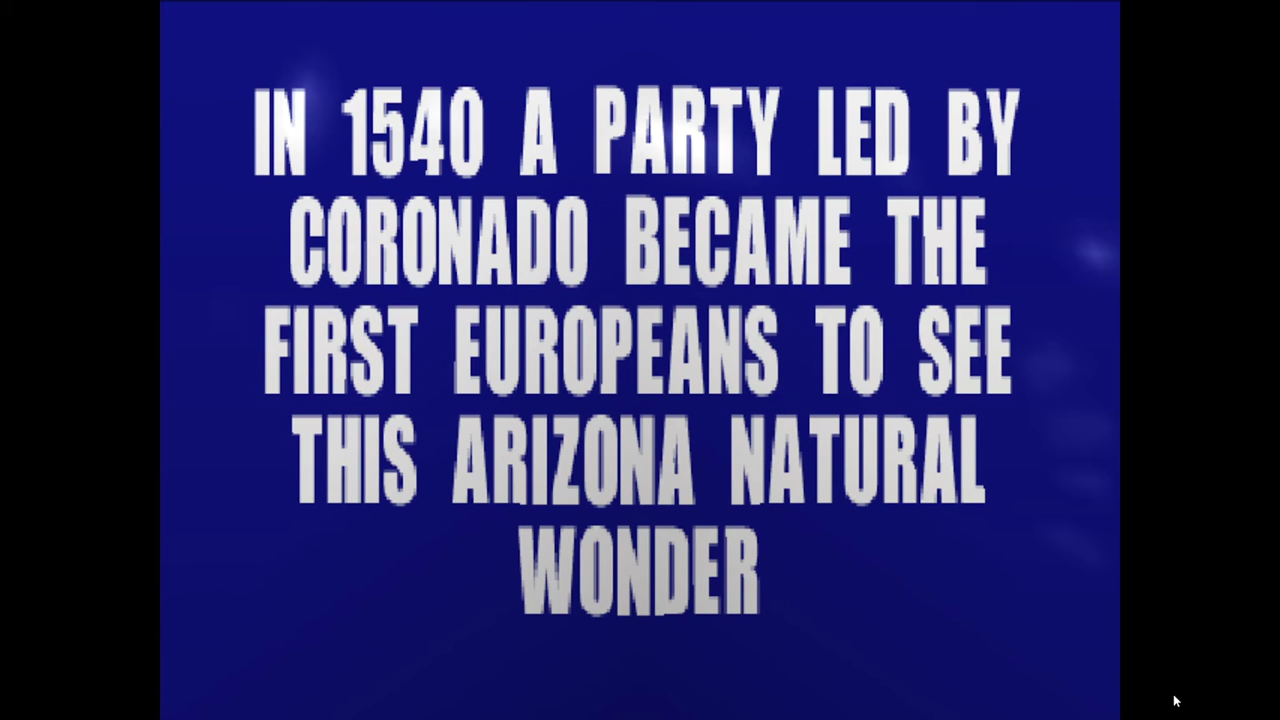 IN 1540 A PARTY LED BY
CORONADO BECAME THE
FIRST EUROPEANS TO SEE
THIS ARIZONA NATURAL
WONDER